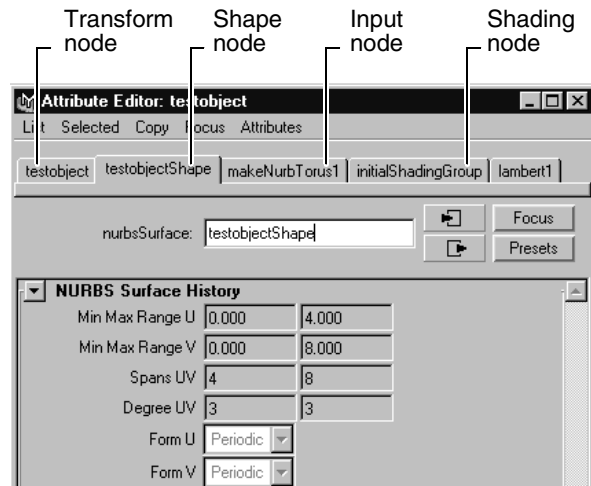 Transform node
Shape node
Input node
Shading node
Attribute Editor: testobject
List Selected Copy Focus Attributes
testobject testobjectShape makeNurbTorus1 initialShadingGroup lambert1
nurbsSurface: testobjectShape
Focus
Presets
NURBS Surface History
Min Max Range U 0.000 4.000
Min Max Range V 0.000 8.000
Spans UV 4 8
Degree UV 3 3
Form U Periodic
Form V Periodic